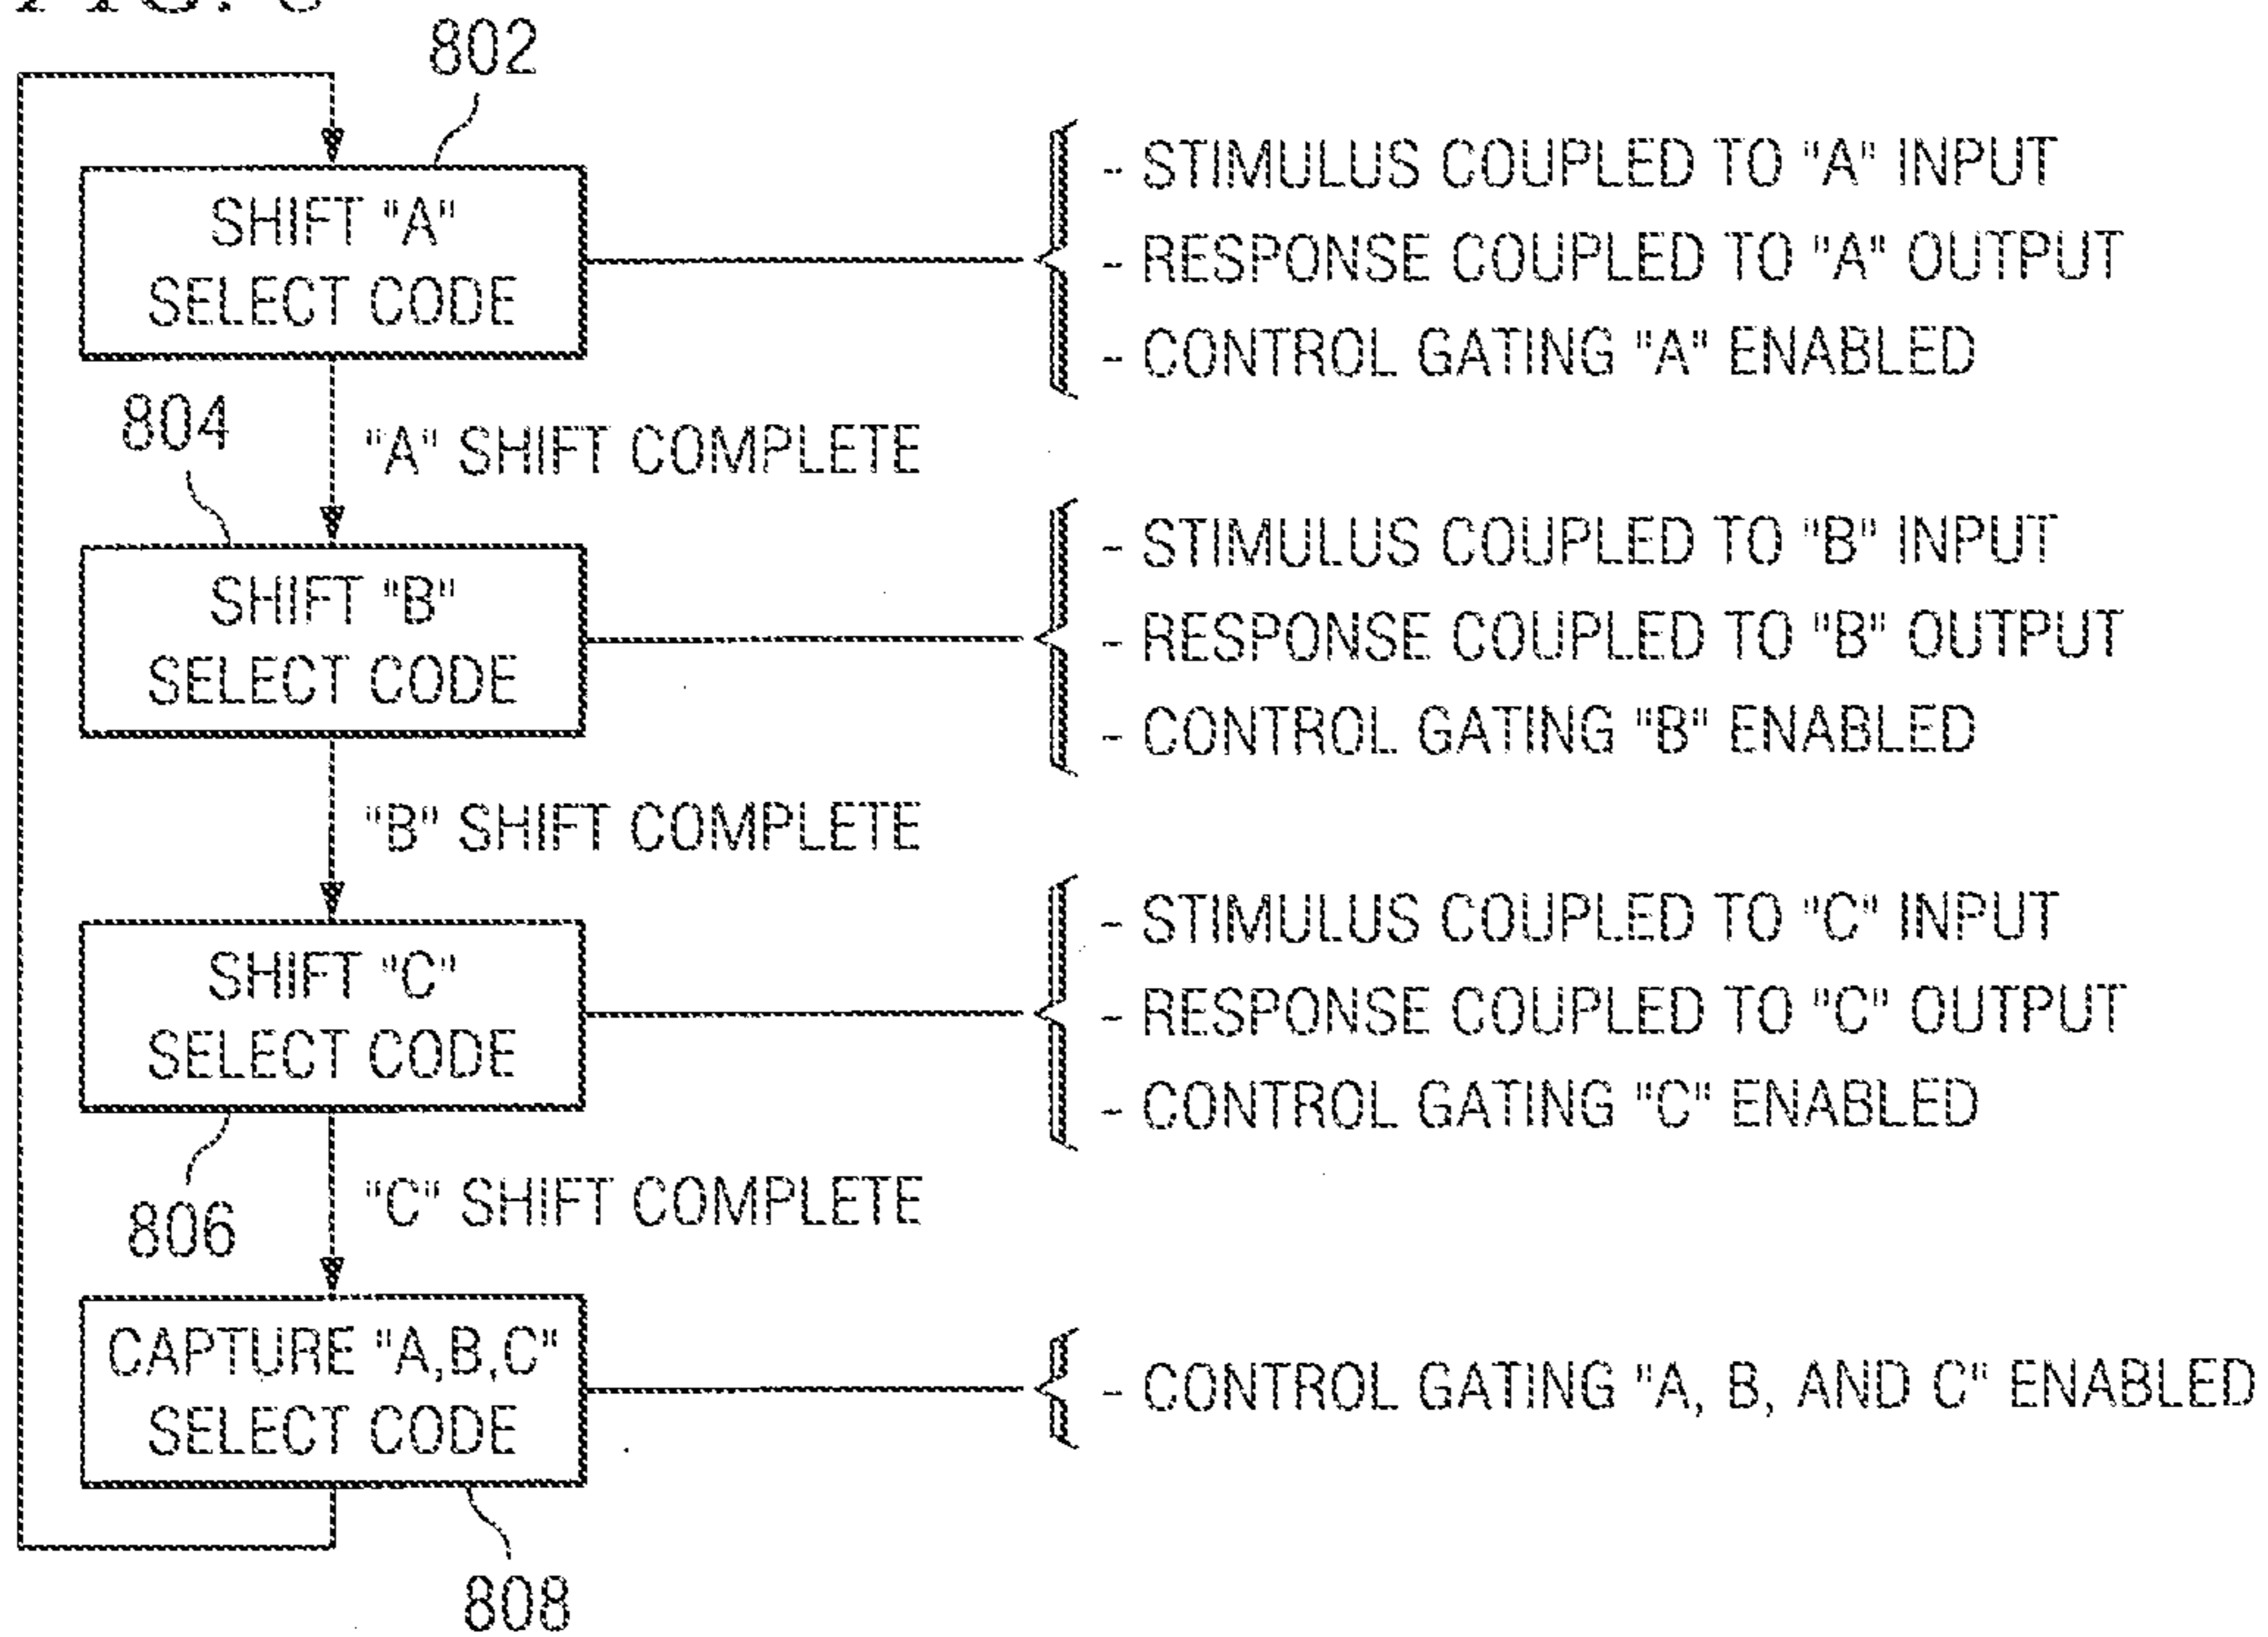 802
SHIFT "A"
SELECT CODE
- STIMULUS COUPLED TO "A" INPUT
- RESPONSE COUPLED TO "A" OUTPUT
- CONTROL GATING "A" ENABLED
804
"A" SHIFT COMPLETE
SHIFT "B"
SELECT CODE
- STIMULUS COUPLED TO "B" INPUT
- RESPONSE COUPLED TO "B" OUTPUT
- CONTROL GATING "B" ENABLED
"B" SHIFT COMPLETE
SHIFT "C"
SELECT CODE
- STIMULUS COUPLED TO "C" INPUT
- RESPONSE COUPLED TO "C" OUTPUT
- CONTROL GATING "C" ENABLED
806
"C" SHIFT COMPLETE
CAPTURE "A,B,C"
SELECT CODE
- CONTROL GATING "A, B, AND C" ENABLED
808